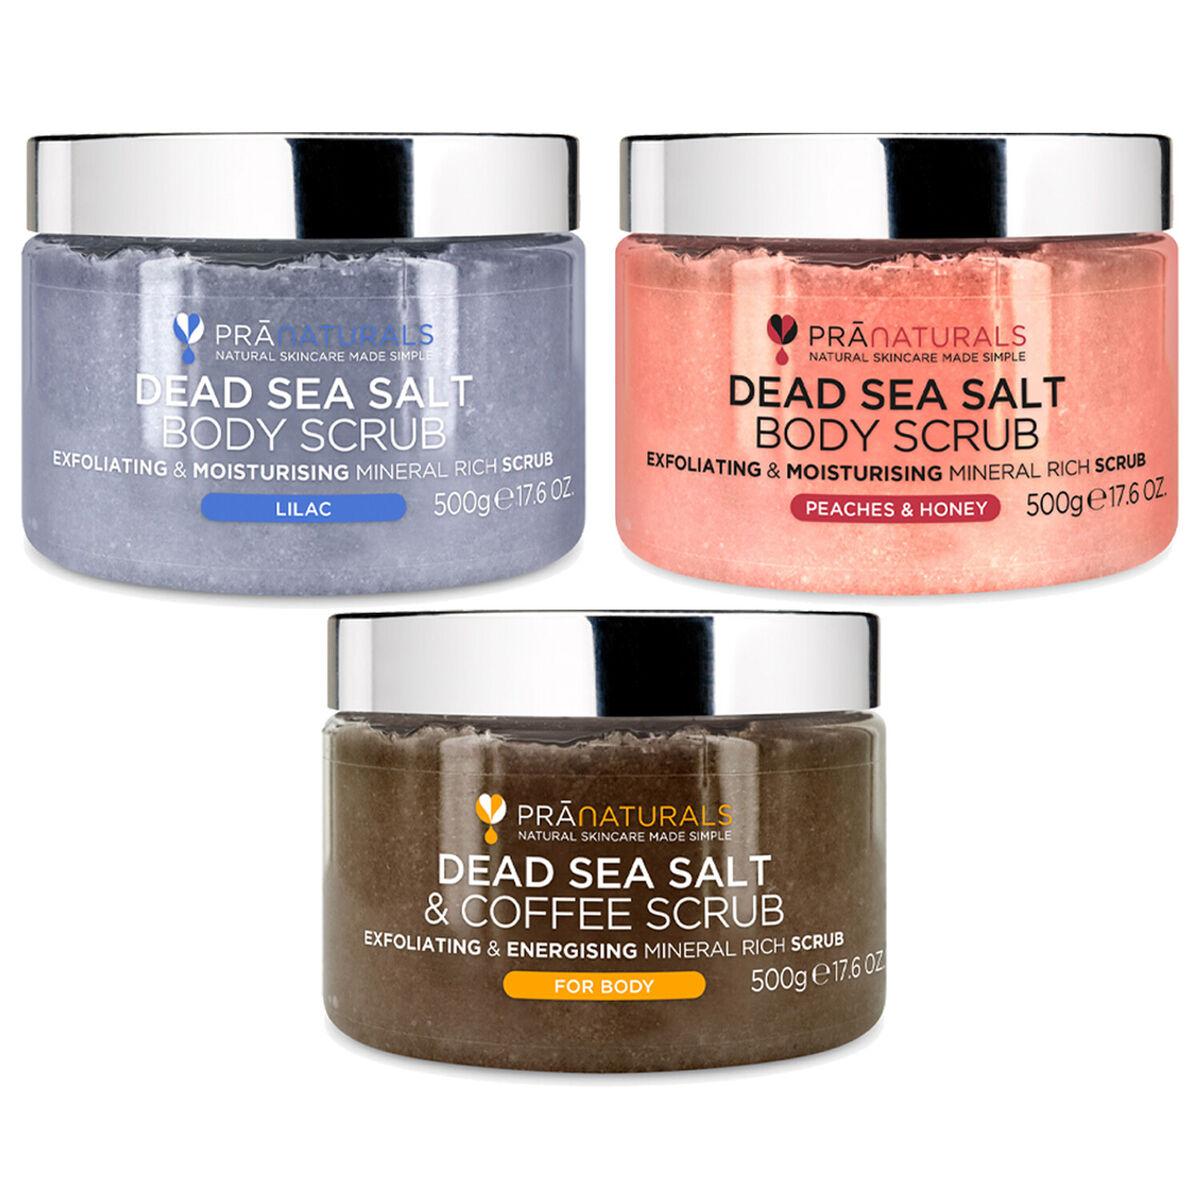 PRĀNATURALS
NATURAL SKINCARE MADE SIMPLE
DEAD SEA SALT
BODY SCRUB
EXFOLIATING & MOISTURISING MINERAL RICH SCRUB
LILAC
500g℮17.6 OZ.
PRĀNATURALS
NATURAL SKINCARE MADE SIMPLE
DEAD SEA SALT
BODY SCRUB
EXFOLIATING & MOISTURISING MINERAL RICH SCRUB
PEACHES & HONEY
500g℮17.6 OZ.
PRĀNATURALS
NATURAL SKINCARE MADE SIMPLE
DEAD SEA SALT
& COFFEE SCRUB
EXFOLIATING & ENERGISING MINERAL RICH SCRUB
FOR BODY
500g℮17.6 OZ.